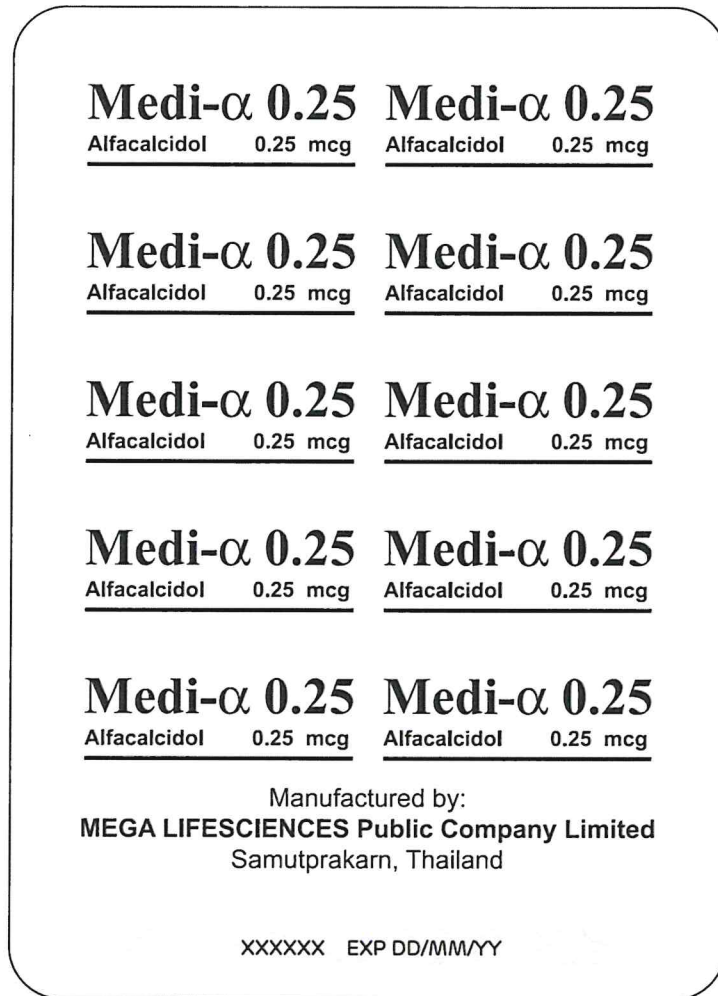 Medi-α 0.25 Medi-α 0.25
Alfacalcidol 0.25 mcg Alfacalcidol 0.25 mcg
Medi-α 0.25 Medi-α 0.25
Alfacalcidol 0.25 mcg Alfacalcidol 0.25 mcg
Medi-α 0.25 Medi-α 0.25
Alfacalcidol 0.25 mcg Alfacalcidol 0.25 mcg
Medi-α 0.25 Medi-α 0.25
Alfacalcidol 0.25 mcg Alfacalcidol 0.25 mcg
Medi-α 0.25 Medi-α 0.25
Alfacalcidol 0.25 mcg Alfacalcidol 0.25 mcg
Manufactured by:
MEGA LIFESCIENCES Public Company Limited
Samutprakarn, Thailand
XXXXXX EXP DD/MM/YY